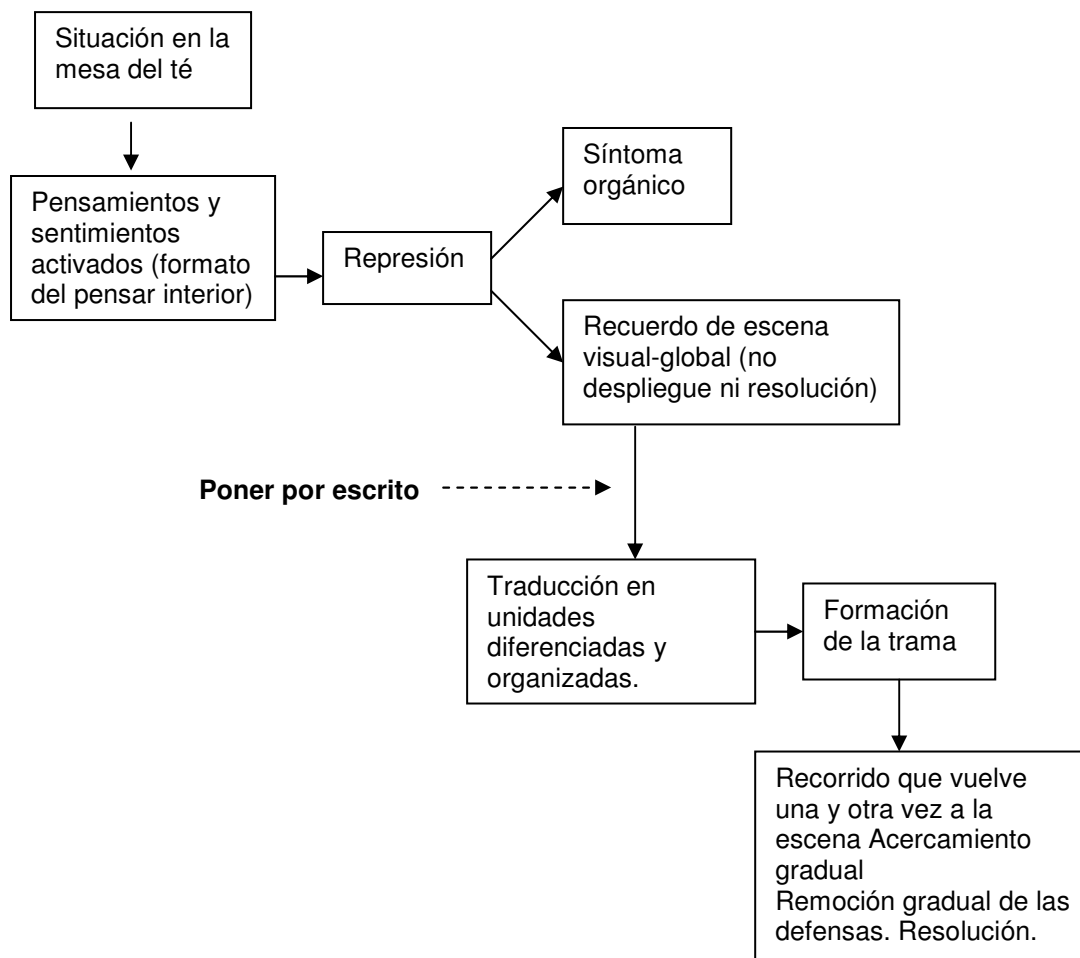 Situación en la
mesa del té
Pensamientos y
sentimientos
activados (formato
del pensar interior)
Represión
Síntoma
orgánico
Recuerdo de escena
visual-global (no
despliegue ni resolución)
Poner por escrito
Traducción en
unidades
diferenciadas y
organizadas.
Formación
de la trama
Recorrido que vuelve
una y otra vez a la
escena Acercamiento
gradual
Remoción gradual de las
defensas. Resolución.